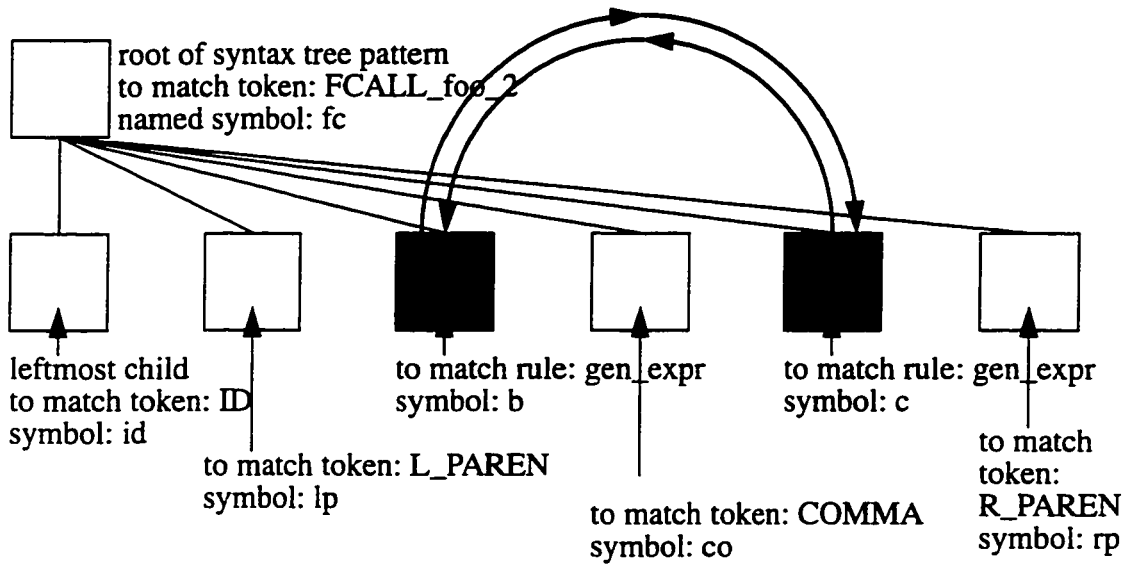 root of syntax tree pattern
to match token: FCALL_foo_2
named symbol: fc
leftmost child
to match token: ID
symbol: id
to match token: L_PAREN
symbol: lp
to match rule: gen_expr
symbol: b
to match token: COMMA
symbol: co
to match rule: gen_expr
symbol: c
to match
token:
R_PAREN
symbol: rp